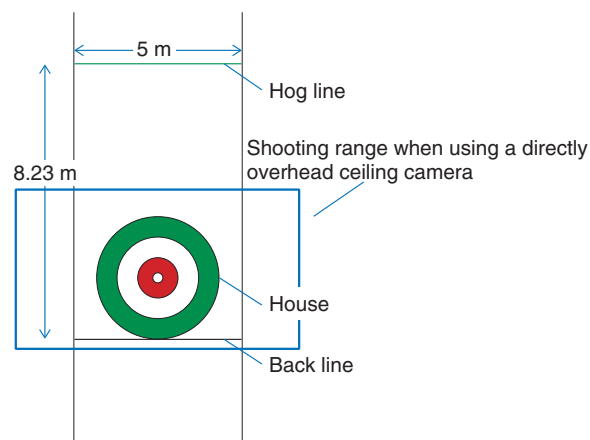 5 m
Hog line
Shooting range when using a directly
overhead ceiling camera
8.23 m
House
Back line